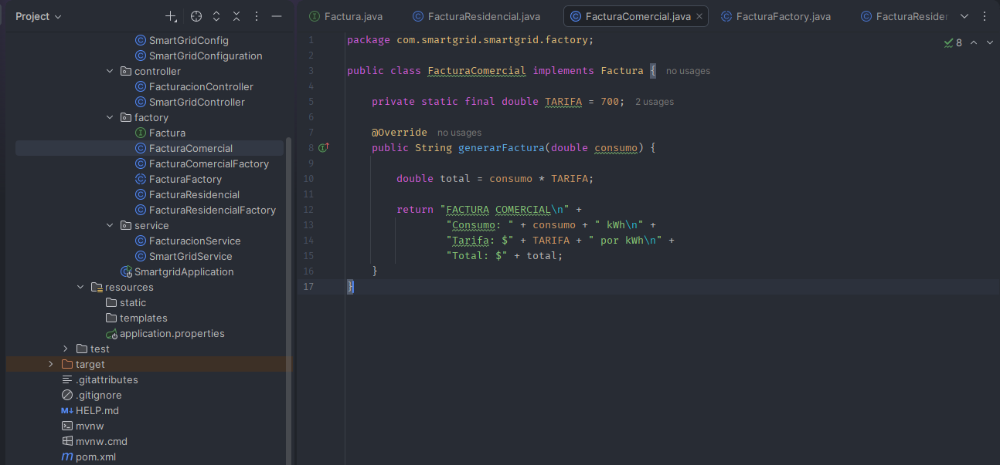 Project
SmartGridConfig
SmartGridConfiguration
controller
FacturacionController
SmartGridController
factory
Factura
FacturaComercial
FacturaComercialFactory
FacturaFactory
FacturaResidencial
FacturaResidencialFactory
service
FacturacionService
SmartGridService
SmartgridApplication
resources
static
templates
application.properties
test
target
.gitattributes
.gitignore
M↓ HELP.md
mvnw
mvnw.cmd
m pom.xml
Factura.java FacturaResidencial.java FacturaComercial.java FacturaFactory.java FacturaResider
8
1 package com.smartgrid.smartgrid.factory;
2
3 public class FacturaComercial implements Factura { no usages
4
5 private static final double TARIFA = 700; 2 usages
6
7 @Override no usages
8 public String generarFactura(double consumo) {
9
10 double total = consumo * TARIFA;
11
12 return "FACTURA COMERCIAL\n" +
13 "Consumo: " + consumo + " kWh\n" +
14 "Tarifa: $" + TARIFA + " por kWh\n" +
15 "Total: $" + total;
16 }
17 }